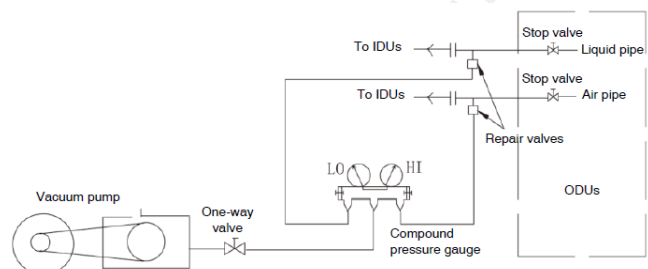 Stop valve
To IDUs
Liquid pipe
Stop valve
To IDUs
Air pipe
Repair valves
LO
HI
ODUs
Vacuum pump
One-way
valve
Compound
pressure gauge